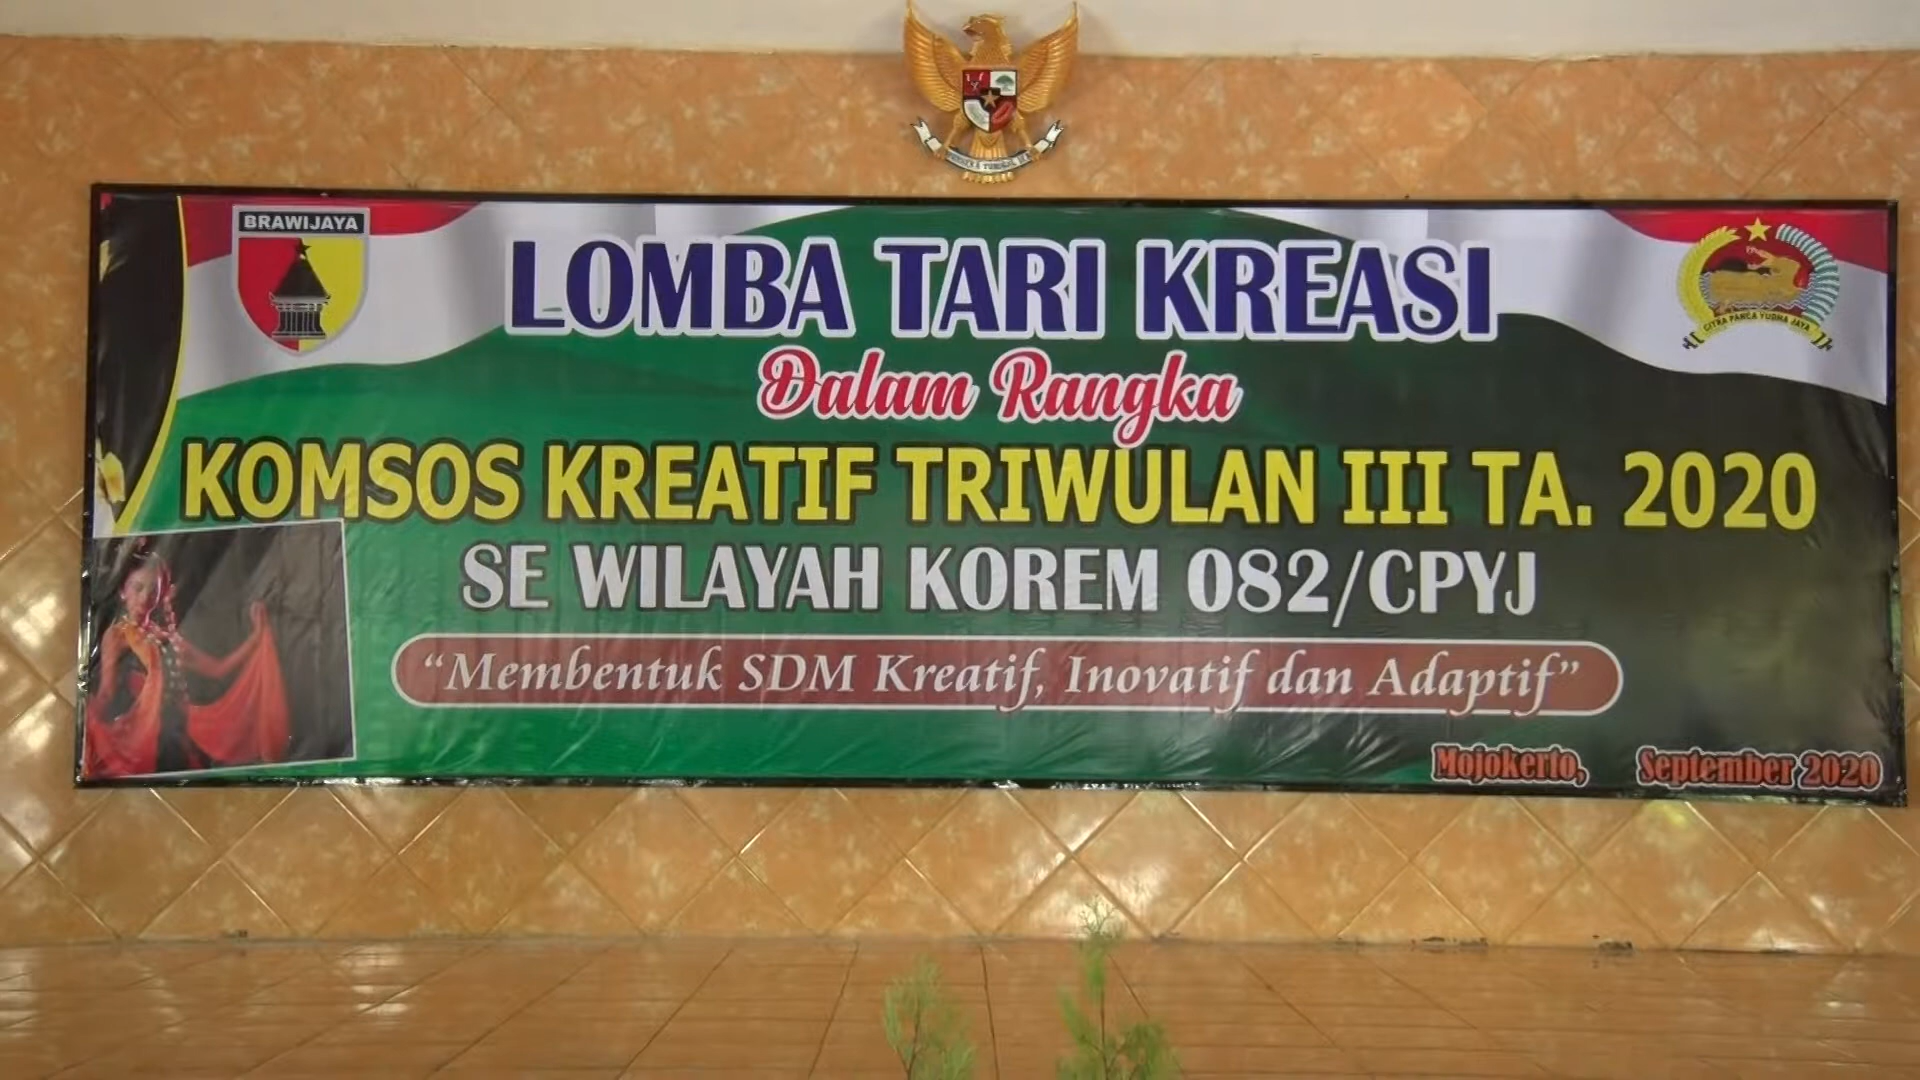 BRAWIJAYA
LOMBA TARI KREASI
CITRA PANCA YUDHA JAYA
Dalam Rangka
KOMSOS KREATIF TRIWULAN III TA. 2020
SE WILAYAH KOREM 082/CPYJ
“Membentuk SDM Kreatif, Inovatif dan Adaptif”
Mojokerto, September 2020